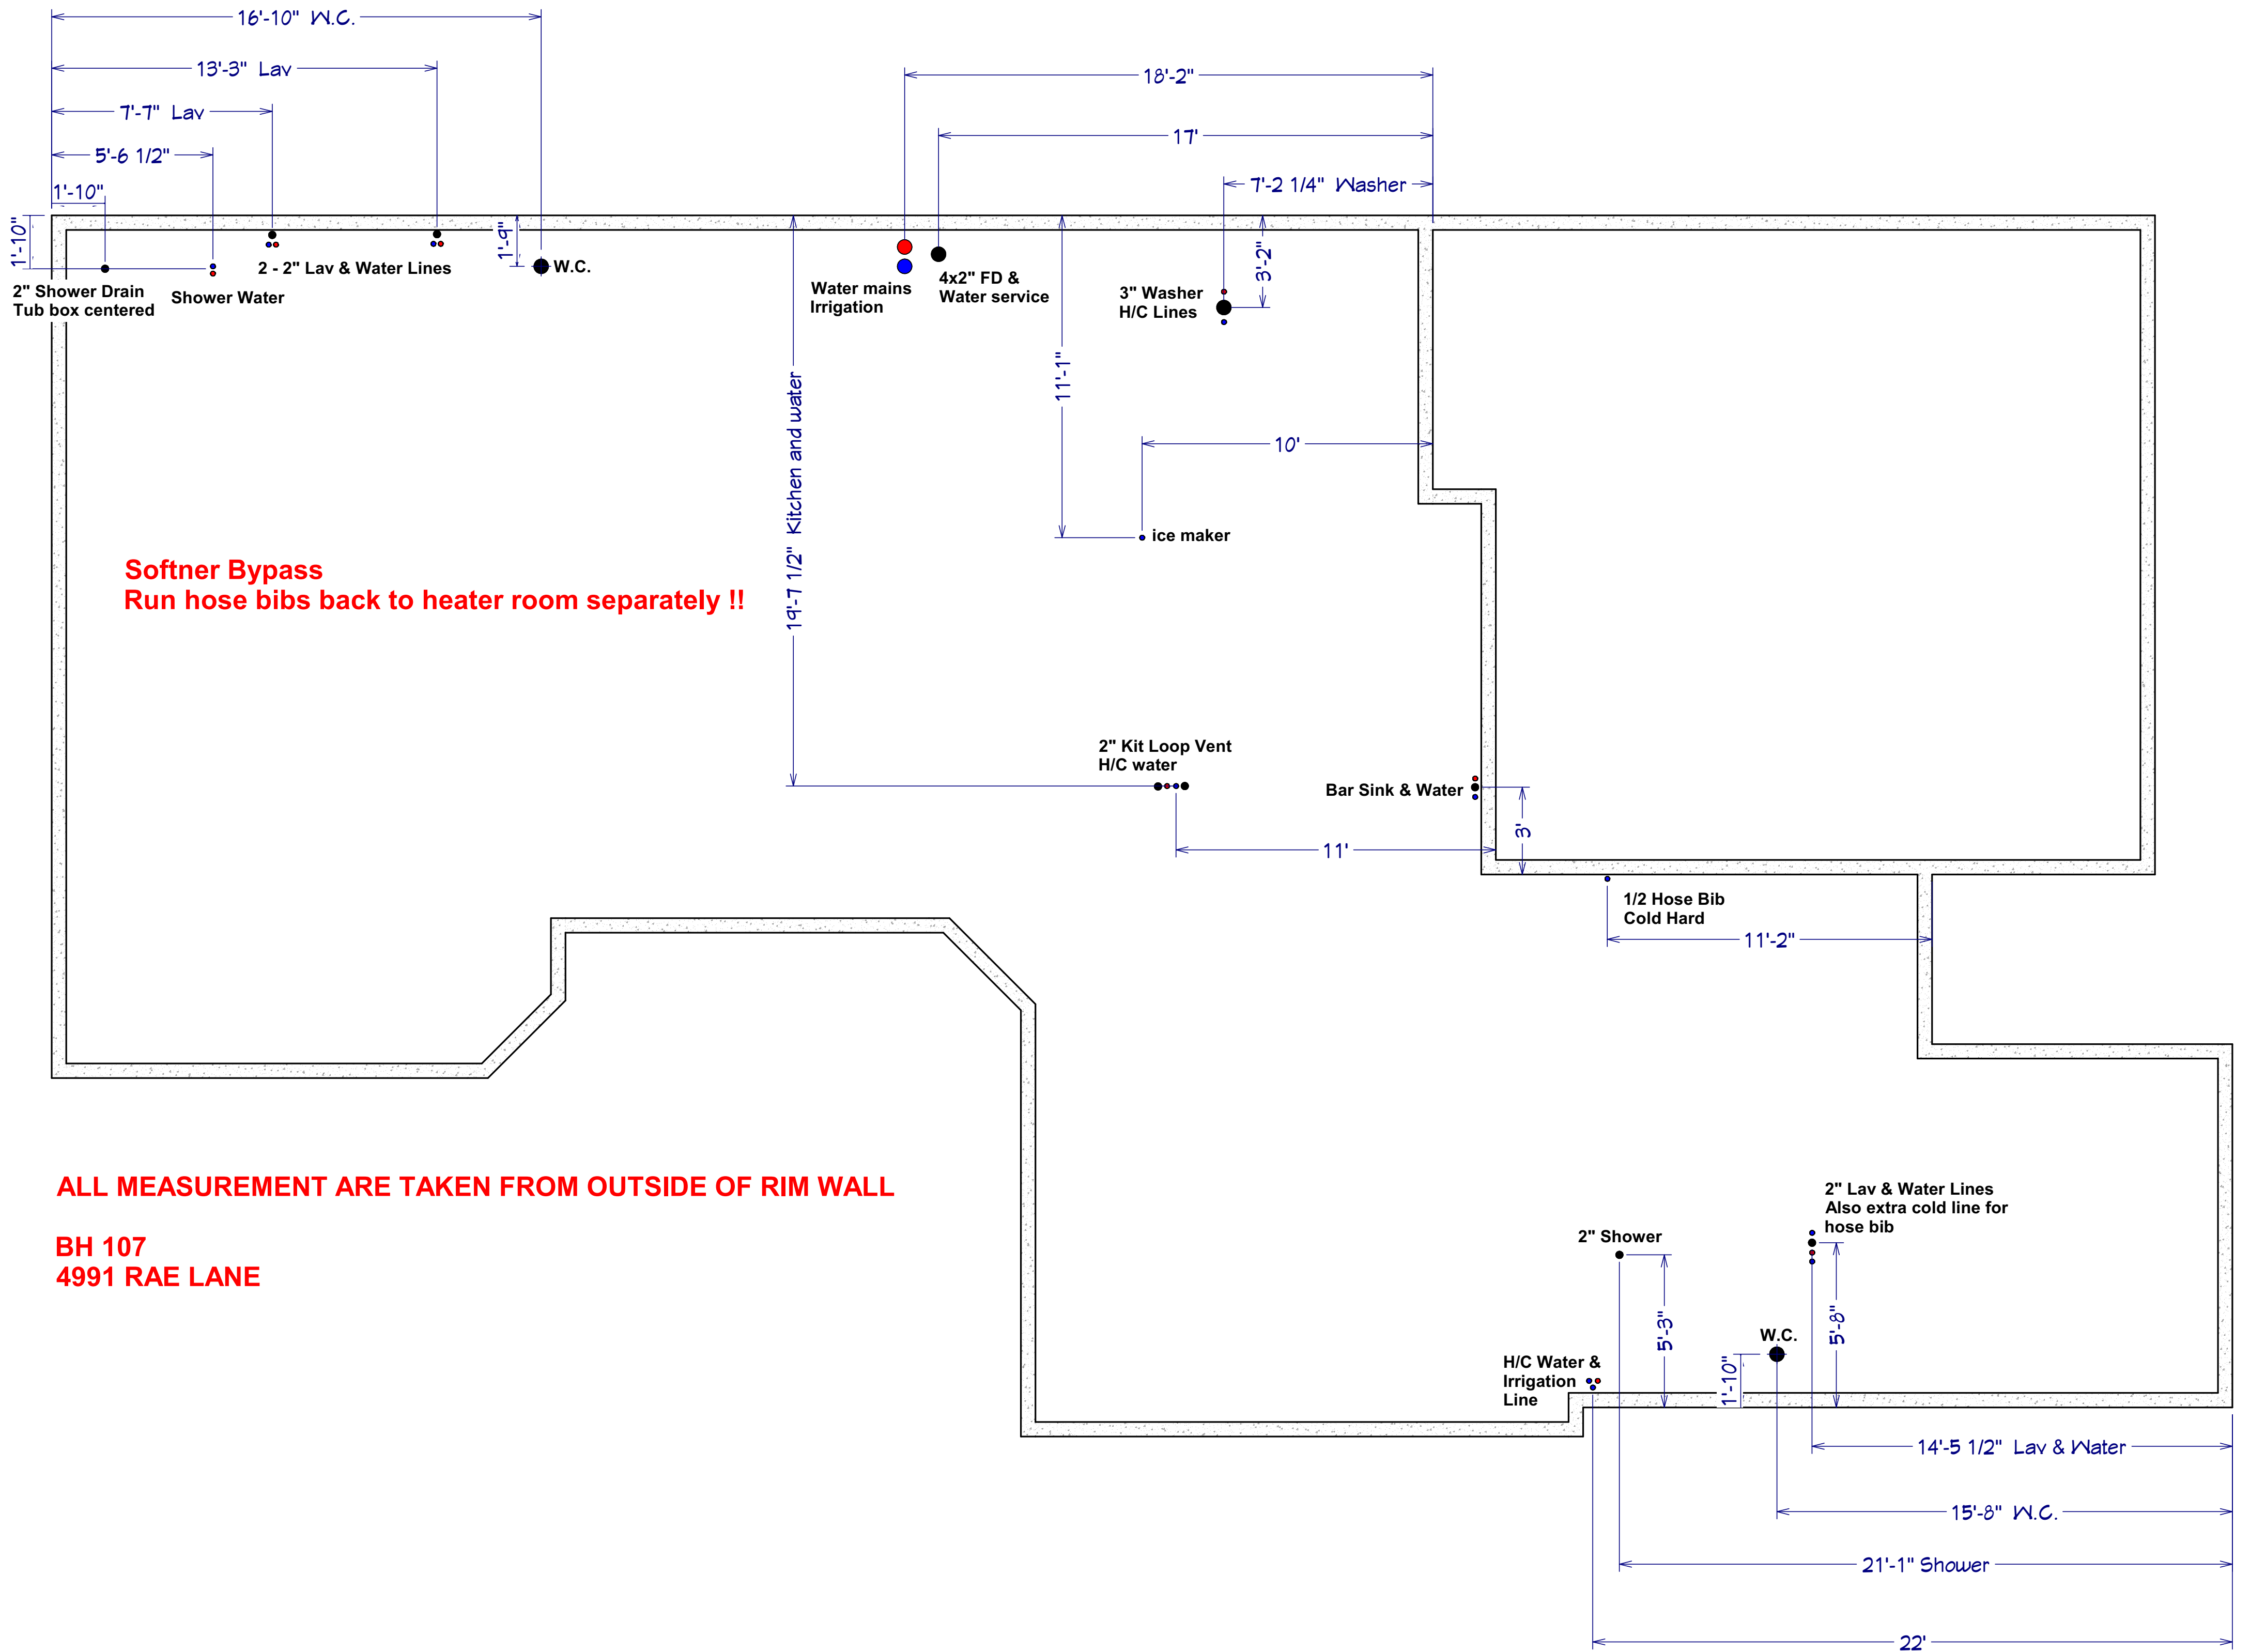 16'-10" W.C.
13'-3" Lav
18'-2"
7'-7" Lav
17'
5'-6 1/2"
7'-2 1/4" Washer
1'-10"
1'-10"
1'-9"
3'-2"
W.C.
2 - 2" Lav & Water Lines
2" Shower Drain
Tub box centered
Shower Water
Water mains
Irrigation
4x2" FD &
Water service
3" Washer
H/C Lines
11'-1"
19'-7 1/2" Kitchen and water
10'
ice maker
Softner Bypass
Run hose bibs back to heater room separately !!
2" Kit Loop Vent
H/C water
Bar Sink & Water
3'
11'
1/2 Hose Bib
Cold Hard
11'-2"
ALL MEASUREMENT ARE TAKEN FROM OUTSIDE OF RIM WALL
BH 107
4991 RAE LANE
2" Lav & Water Lines
Also extra cold line for
hose bib
2" Shower
5'-3"
5'-8"
W.C.
1'-10"
H/C Water &
Irrigation
Line
14'-5 1/2" Lav & Water
15'-8" W.C.
21'-1" Shower
22'